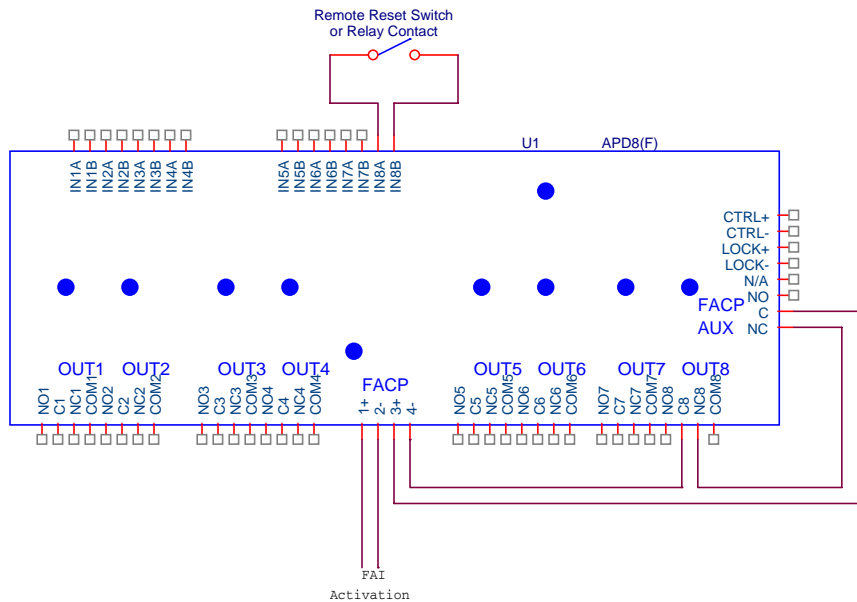 Remote Reset Switch
or Relay Contact
U1
APD8(F)
IN1A
IN1B
IN2A
IN2B
IN3A
IN3B
IN4A
IN4B
IN5A
IN5B
IN6A
IN6B
IN7A
IN7B
IN8A
IN8B
CTRL+
CTRL-
LOCK+
LOCK-
N/A
NO
FACP
C
AUX
NC
OUT1
OUT2
OUT3
OUT4
FACP
OUT5
OUT6
OUT7
OUT8
NO1
C1
NC1
COM1
NO2
C2
NC2
COM2
NO3
C3
NC3
COM3
NO4
C4
NC4
COM4
1+
2-
3+
4-
NO5
C5
NC5
COM5
NO6
C6
NC6
COM6
NO7
C7
NC7
COM7
NO8
C8
NC8
COM8
FAI
Activation